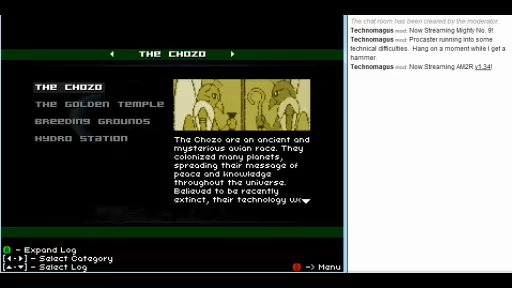 THE CHOZO
THE CHOZO
THE GOLDEN TEMPLE
BREEDING GROUNDS
HYDRO STATION
The Chozo are an ancient and
mysterious avian race. They
colonized many planets,
spreading their message of
peace and knowledge
throughout the universe.
Believed to be recently
extinct, their technology
- Expand Log
[◂-▸] - Select Category
[▴-▾] - Select Log
-> Menu
The chat room has been cleared by the moderator.
Technomagus mod: Now Streaming Mighty No. 9!
Technomagus mod: Procaster running into some
technical difficulties. Hang on a moment while I get a
hammer.
Technomagus mod: Now Streaming AM2R v1.34!